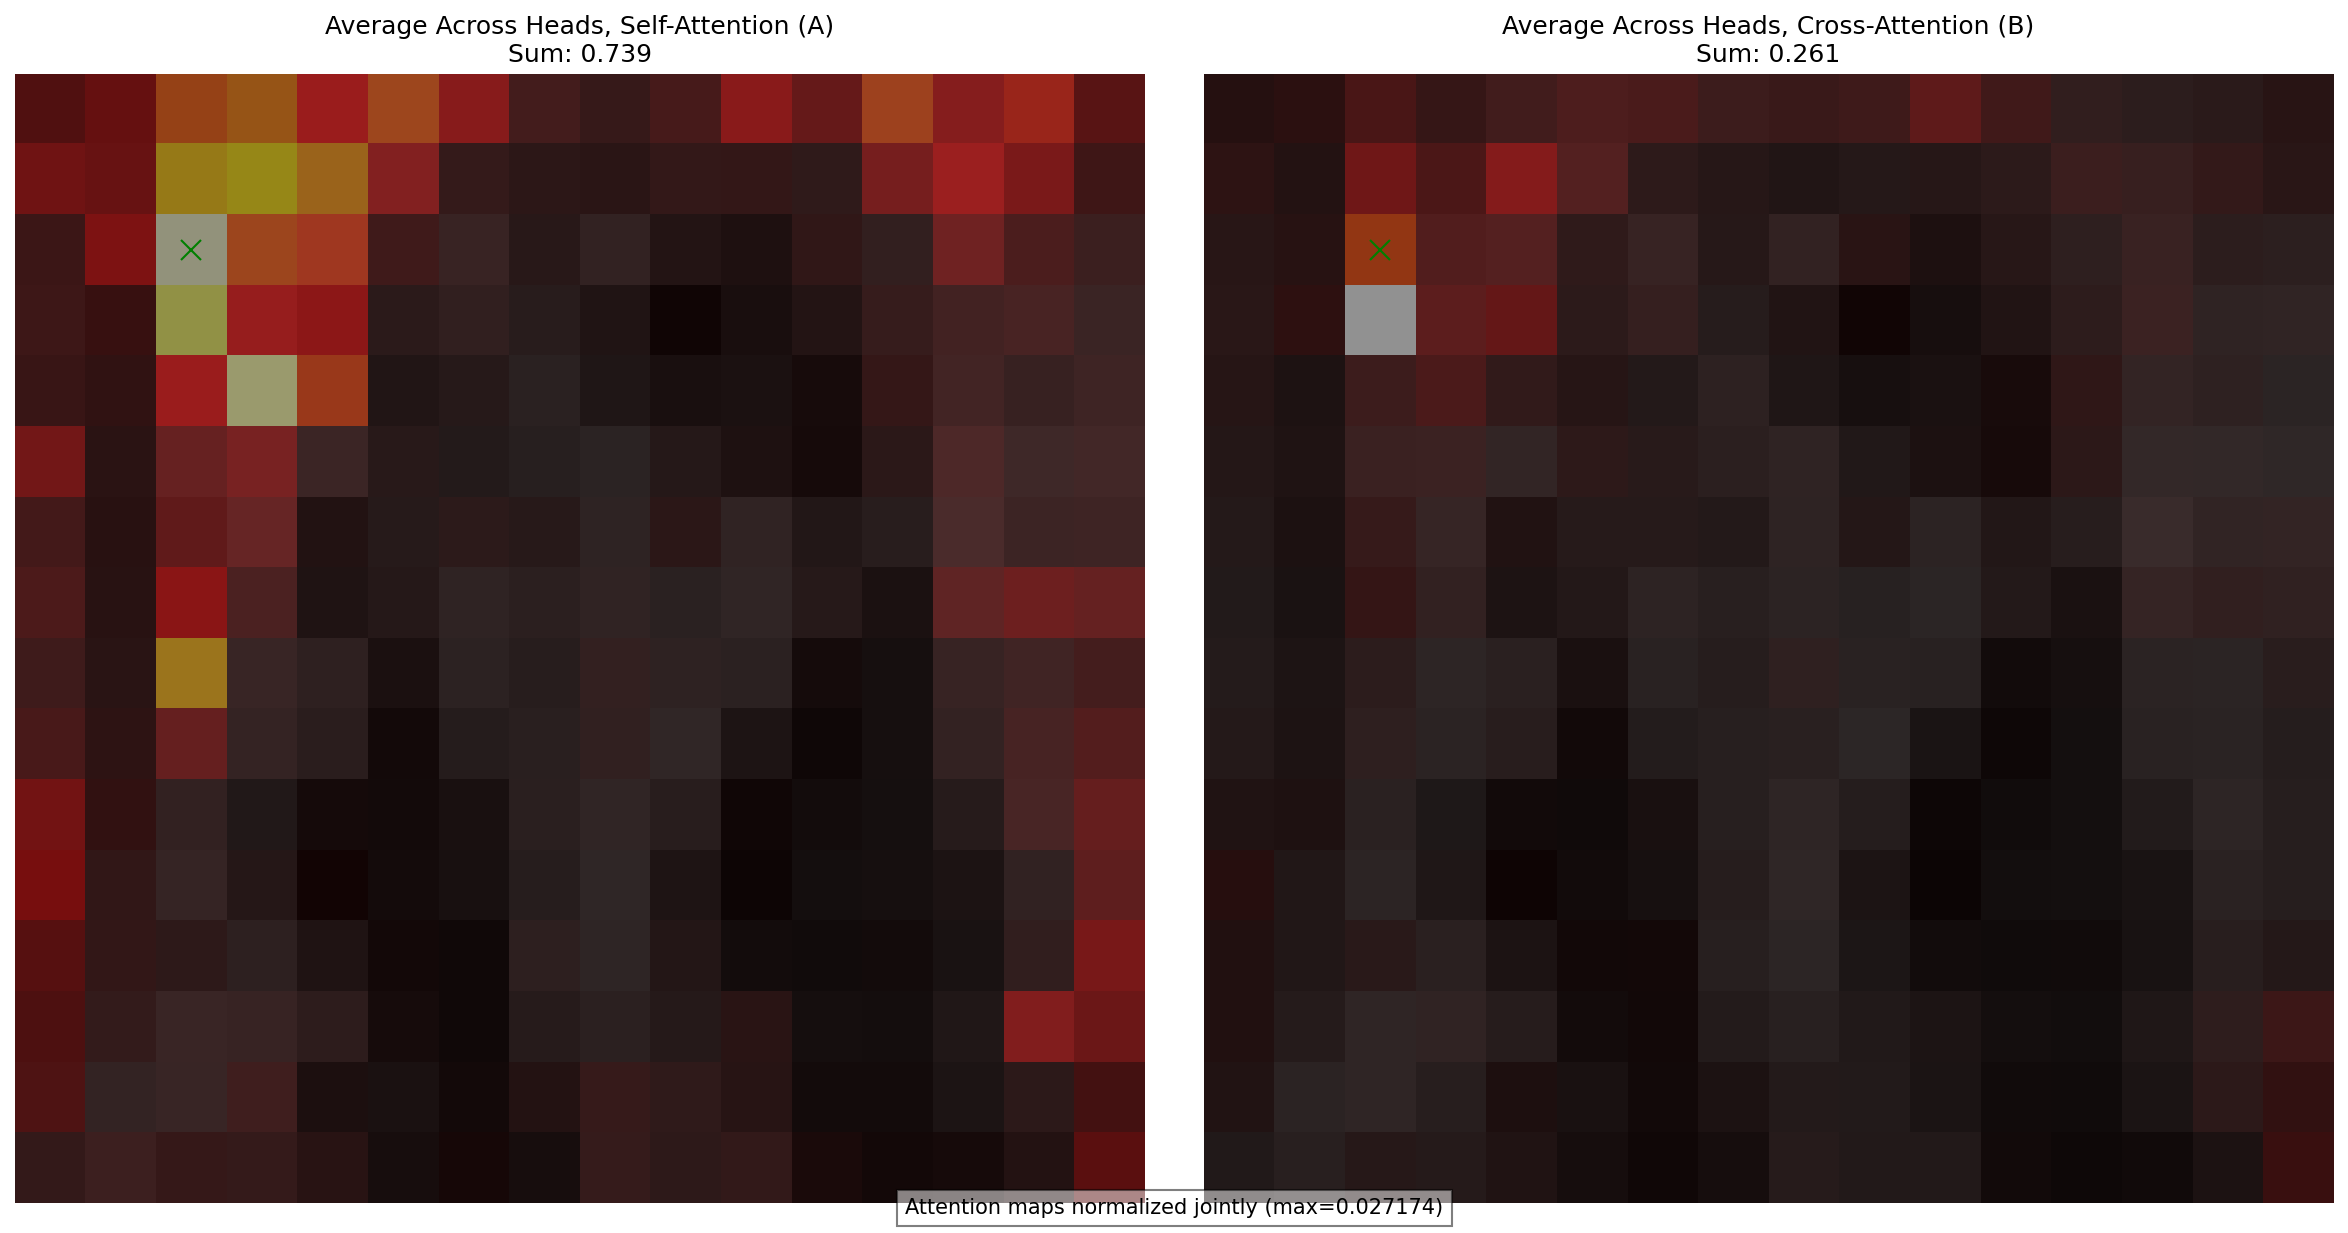 Average Across Heads, Self-Attention (A)
Sum: 0.739
Average Across Heads, Cross-Attention (B)
Sum: 0.261
Attention maps normalized jointly (max=0.027174)